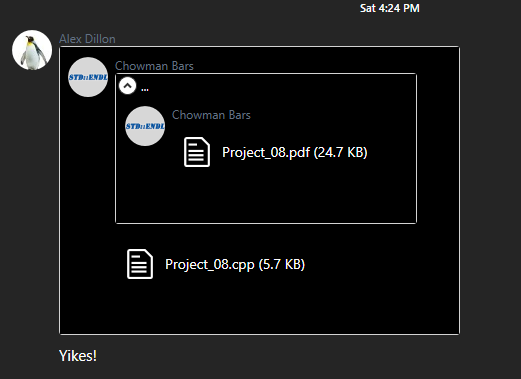 Sat 4:24 PM
Alex Dillon
Chowman Bars
STD::ENDL
...
Chowman Bars
STD::ENDL
Project_08.pdf (24.7 KB)
Project_08.cpp (5.7 KB)
Yikes!